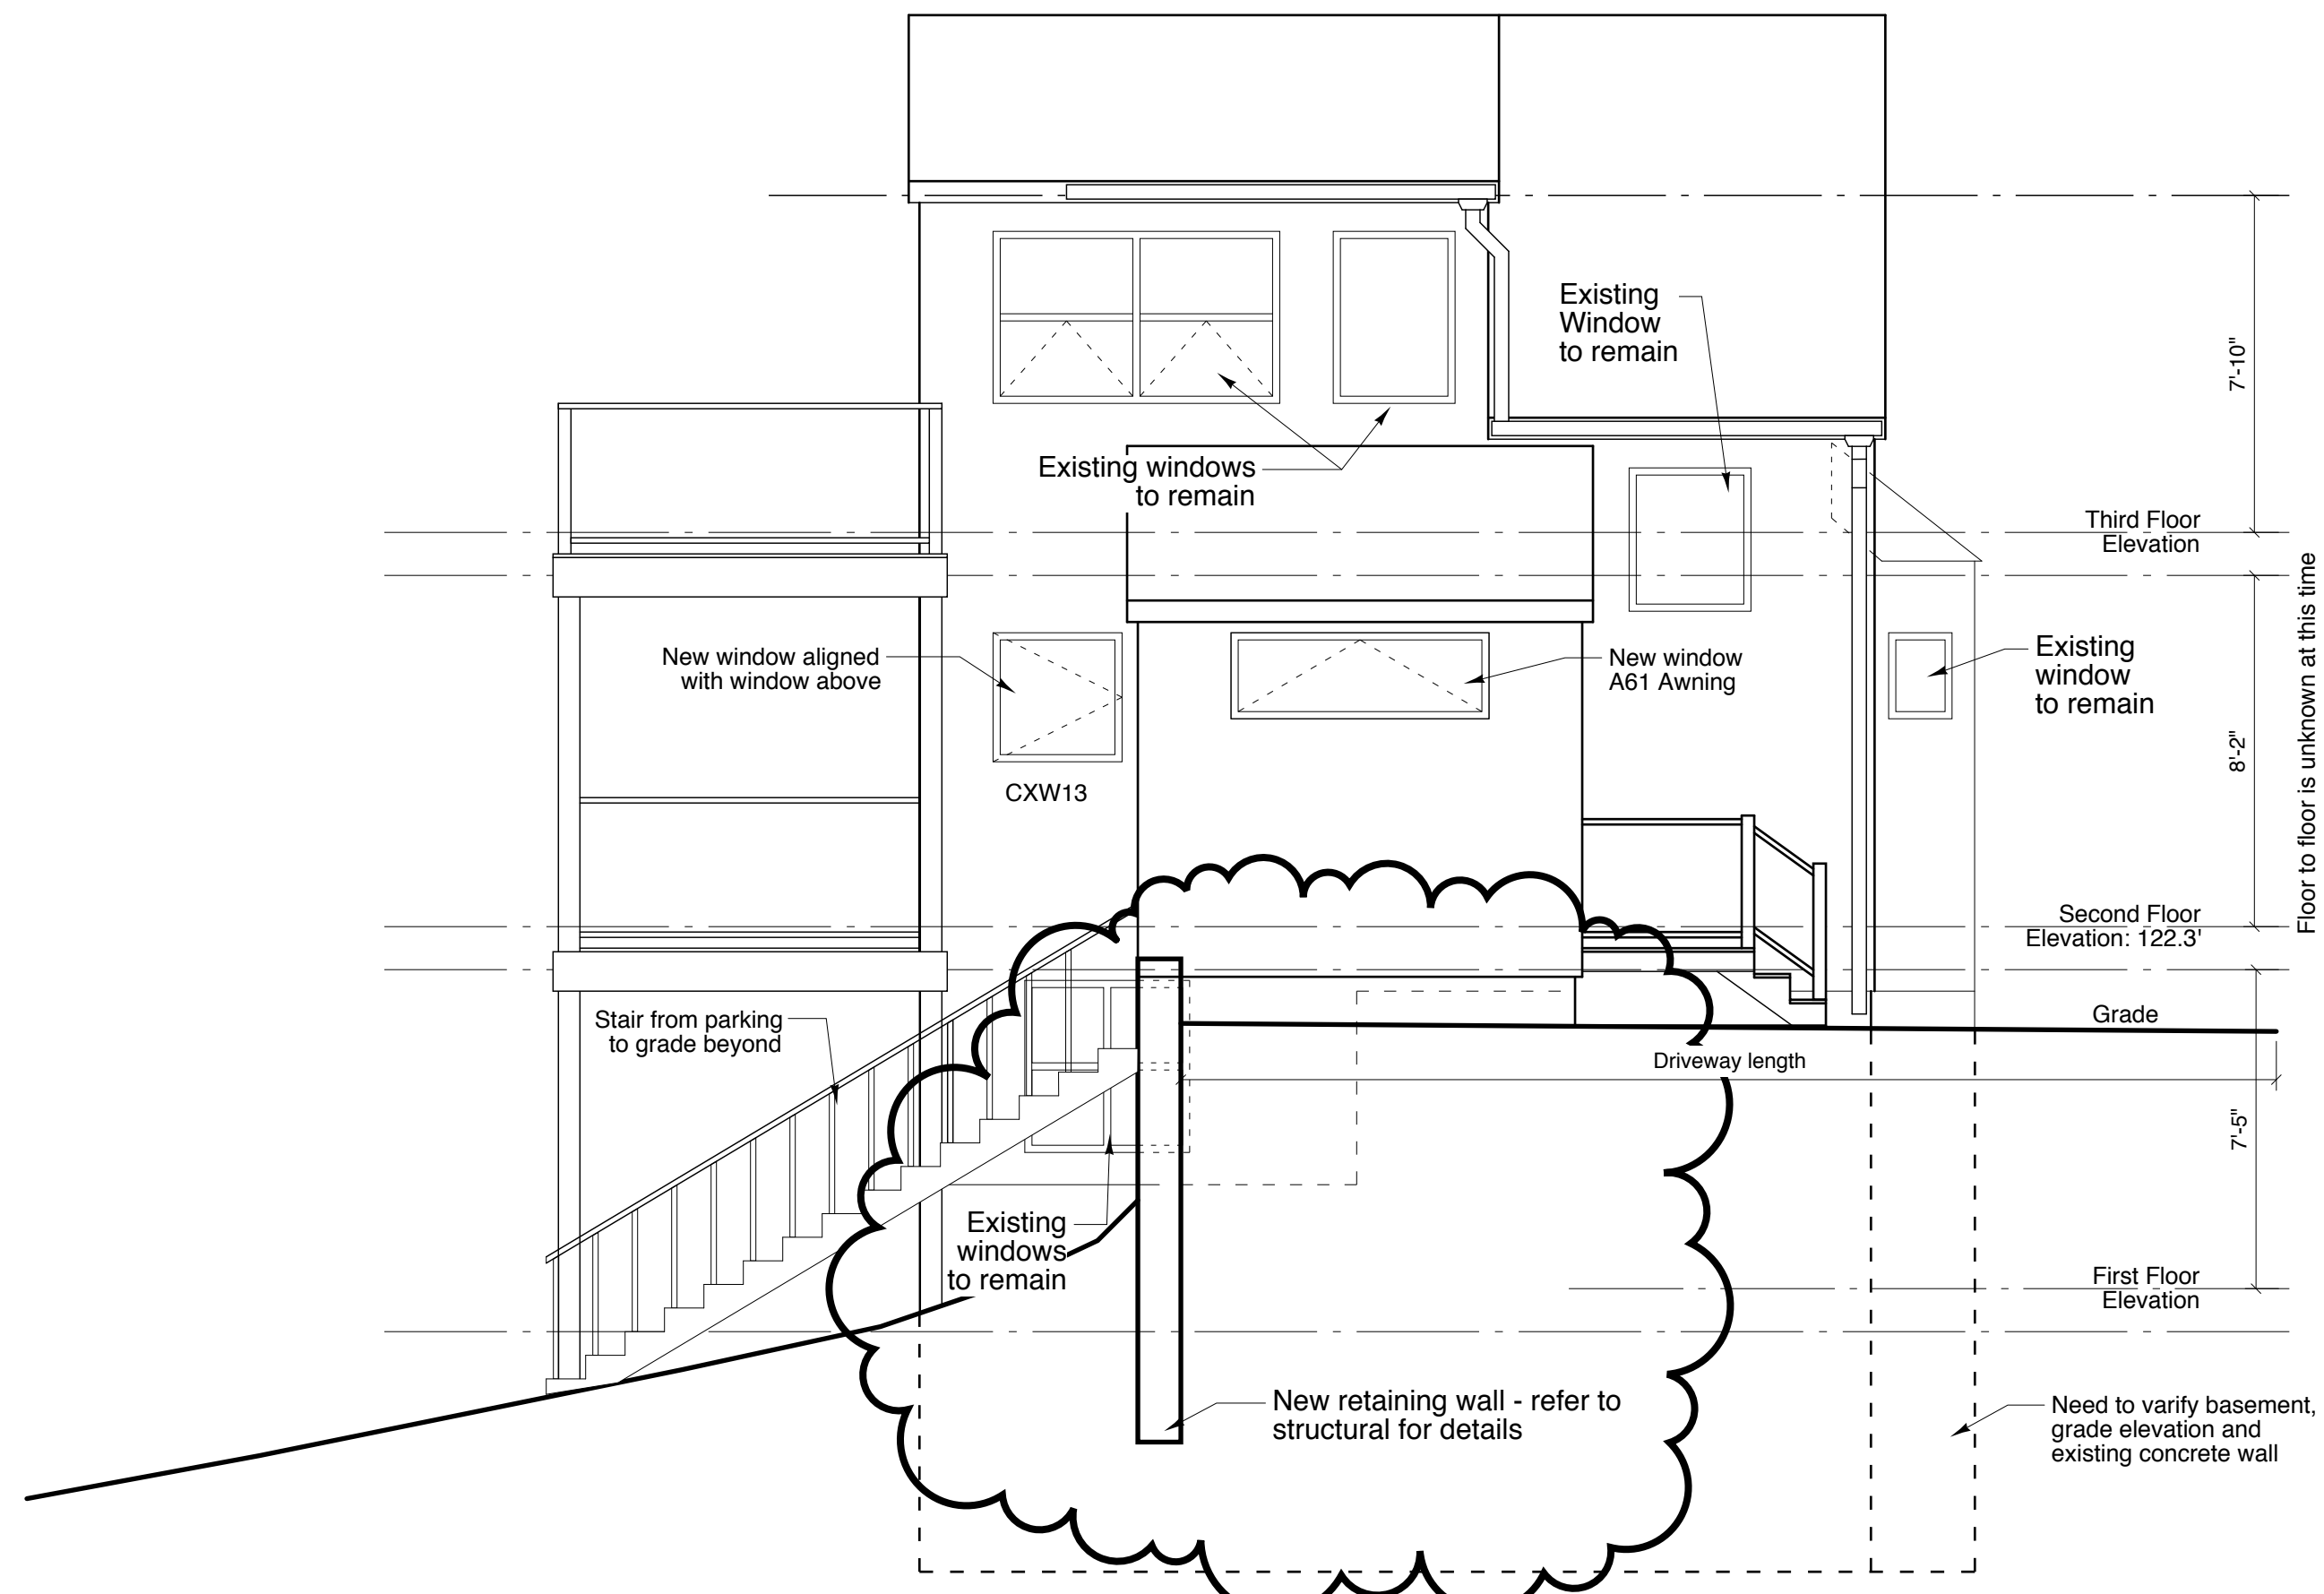 Existing
Window
to remain
7'-10"
Existing windows
to remain
Third Floor
Elevation
Floor to floor is unknown at this time
New window aligned
with window above
New window
A61 Awning
Existing
window
to remain
8'-2"
CXW13
Second Floor
Elevation: 122.3'
Stair from parking
to grade beyond
Grade
Driveway length
7'-5"
Existing
windows
to remain
First Floor
Elevation
New retaining wall - refer to
structural for details
Need to varify basement,
grade elevation and
existing concrete wall